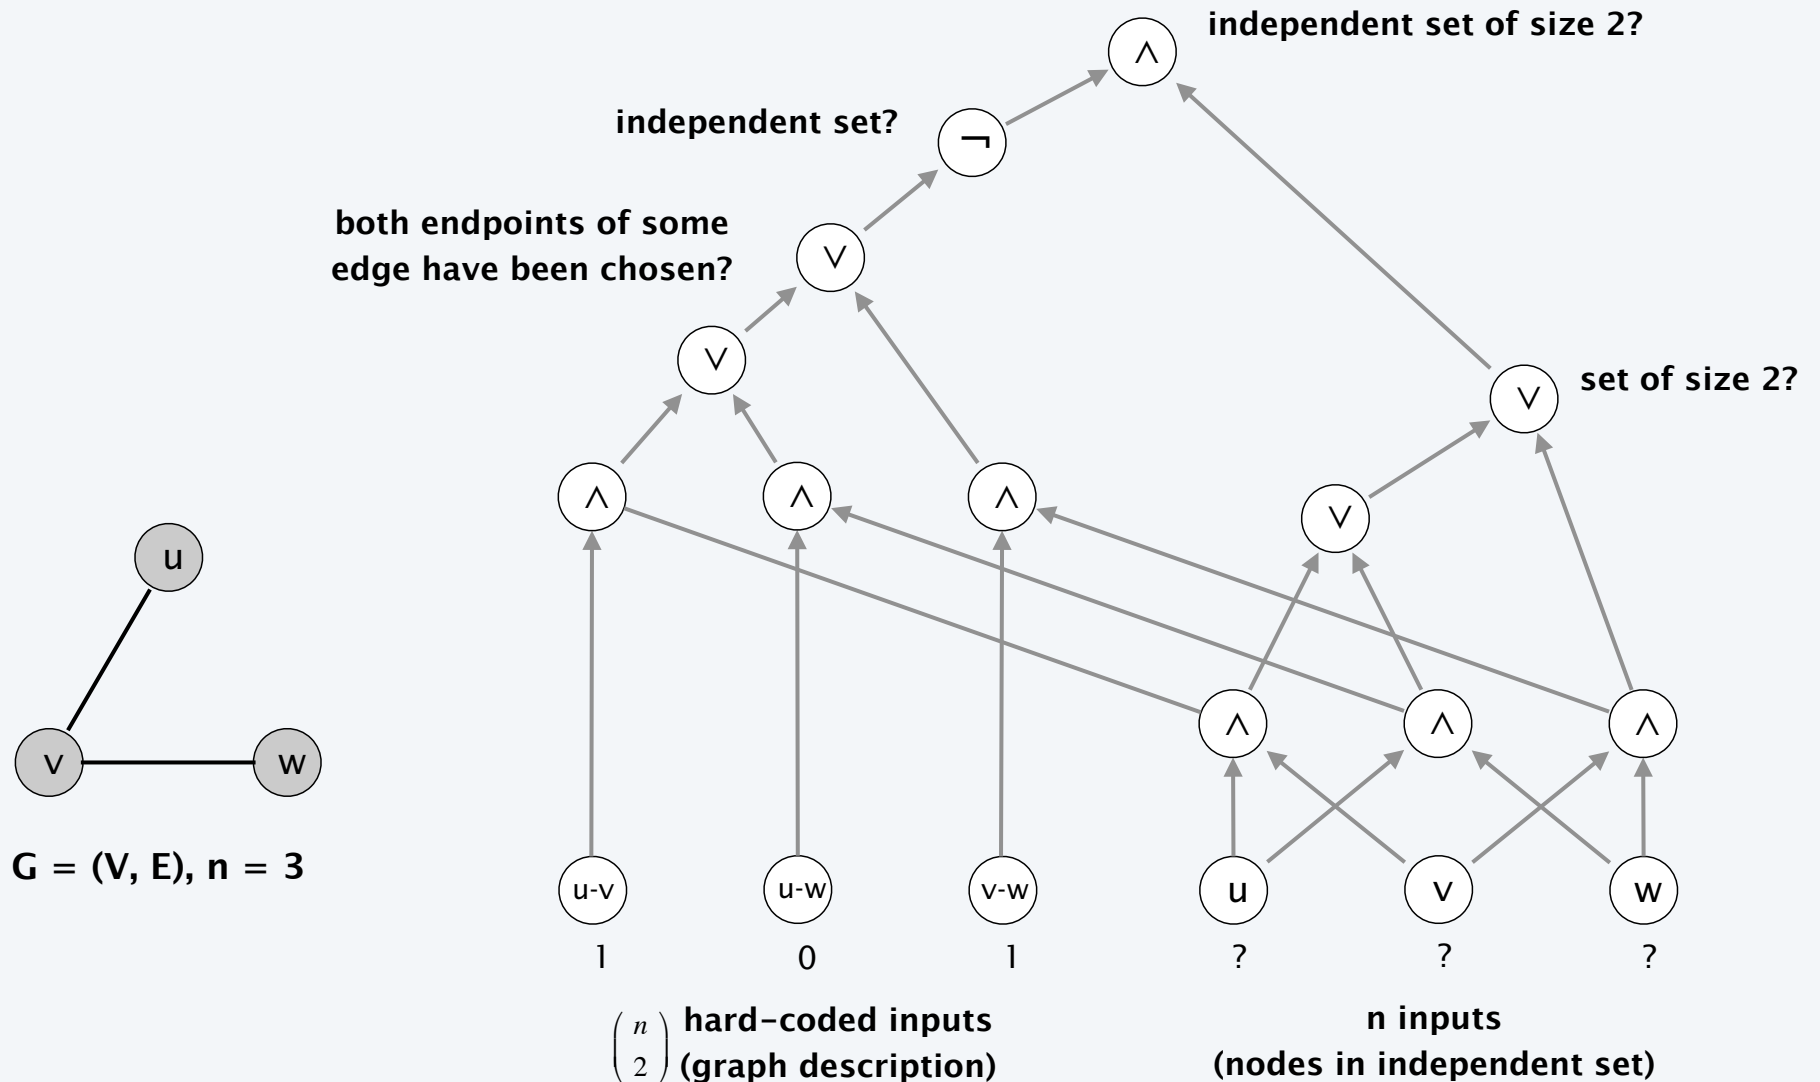 independent set of size 2?
∧
independent set?
¬
both endpoints of some
edge have been chosen?
∨
∨
set of size 2?
∨
∧
∧
∧
∨
u
v
w
G = (V, E), n = 3
∧
∧
∧
u-v
u-w
v-w
u
v
w
1
0
1
?
?
?
( n 2 ) hard-coded inputs
(graph description)
n inputs
(nodes in independent set)